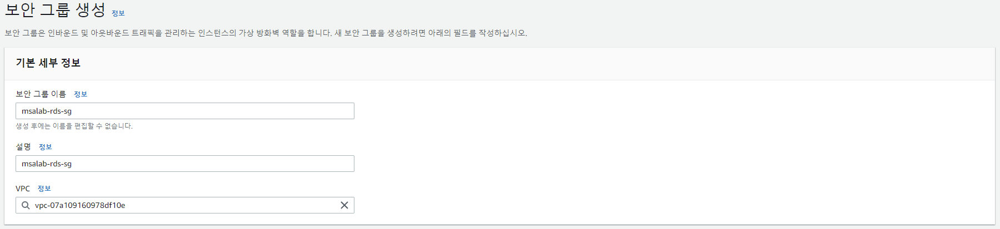 보안 그룹 생성 정보
보안 그룹은 인바운드 및 아웃바운드 트래픽을 관리하는 인스턴스의 가상 방화벽 역할을 합니다. 새 보안 그룹을 생성하려면 아래의 필드를 작성하십시오.
기본 세부 정보
보안 그룹 이름 정보
msalab-rds-sg
생성 후에는 이름을 편집할 수 없습니다.
설명 정보
msalab-rds-sg
VPC 정보
vpc-07a109160978df10e